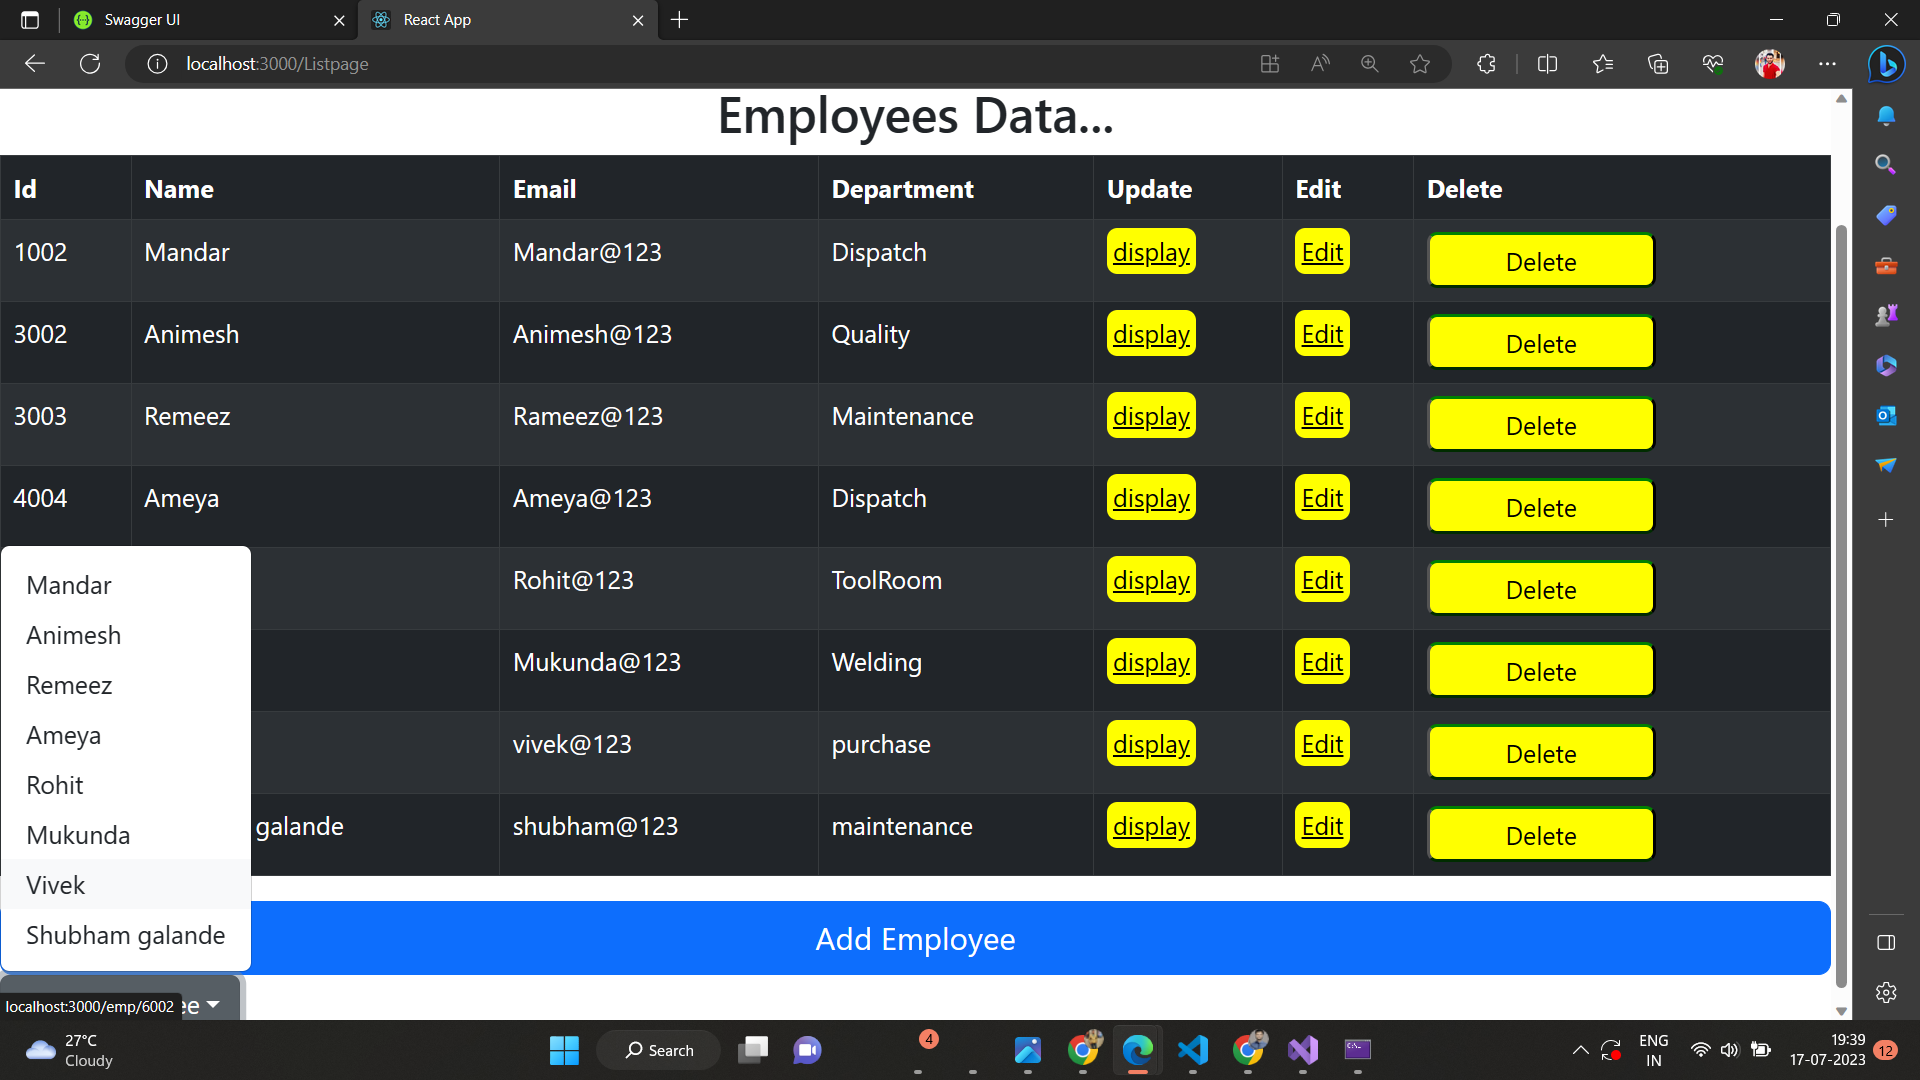 Swagger UI
React App
localhost:3000/Listpage
Employees Data...
Id Name Email Department Update Edit Delete
1002 Mandar Mandar@123 Dispatch display Edit Delete
3002 Animesh Animesh@123 Quality display Edit Delete
3003 Remeez Rameez@123 Maintenance display Edit Delete
4004 Ameya Ameya@123 Dispatch display Edit Delete
Rohit@123 ToolRoom display Edit Delete
Mukunda@123 Welding display Edit Delete
vivek@123 purchase display Edit Delete
galande shubham@123 maintenance display Edit Delete
Mandar
Animesh
Remeez
Ameya
Rohit
Mukunda
Vivek
Shubham galande
Add Employee
localhost:3000/emp/6002
ee
27°C
Cloudy
Search
4
ENG
IN
19:39
17-07-2023
12